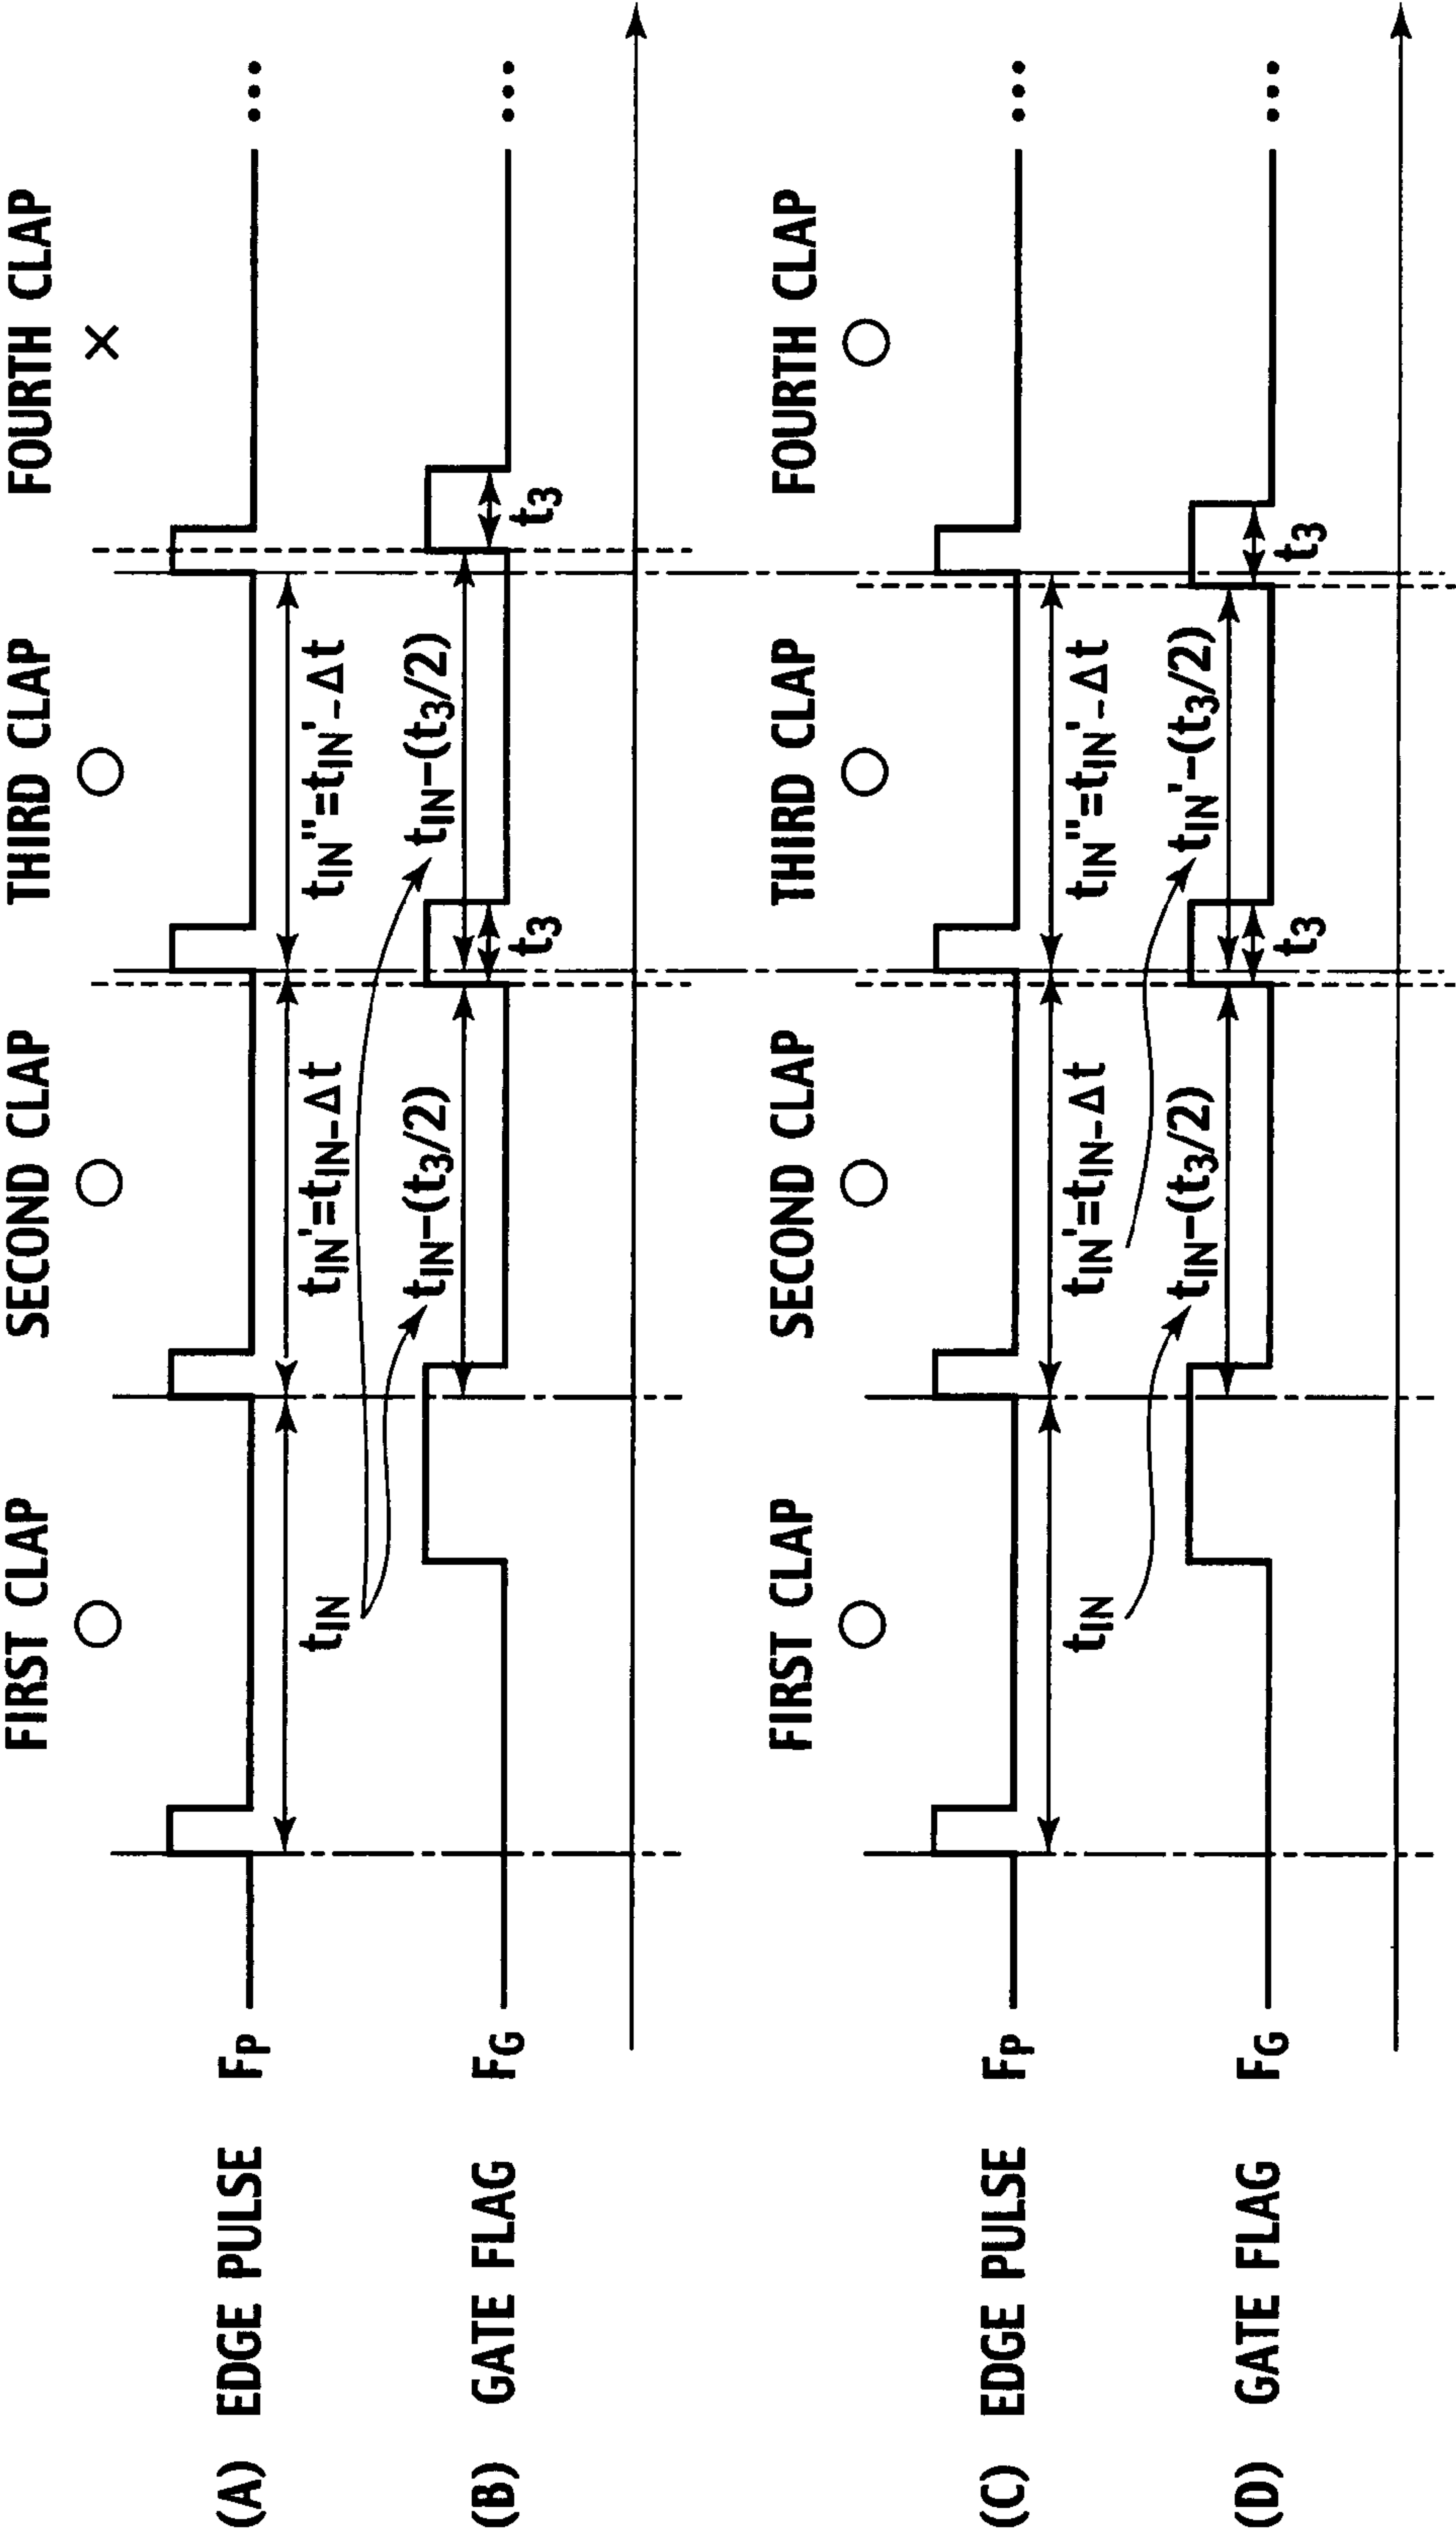 FIRST CLAP SECOND CLAP THIRD CLAP FOURTH CLAP
○ ○ ○ ×
(A) EDGE PULSE FP
tIN tIN'=tIN-Δt tIN''=tIN'-Δt
(B) GATE FLAG FG
tIN-(t3/2) tIN-(t3/2)
t3 t3
FIRST CLAP SECOND CLAP THIRD CLAP FOURTH CLAP
○ ○ ○ ○
(C) EDGE PULSE FP
tIN tIN'=tIN-Δt tIN''=tIN'-Δt
(D) GATE FLAG FG
tIN-(t3/2) tIN'-(t3/2)
t3 t3